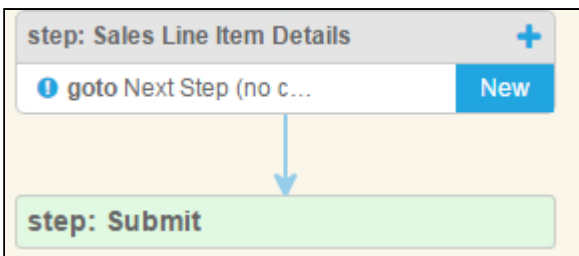 step: Sales Line Item Details
goto Next Step (no c...
New
step: Submit